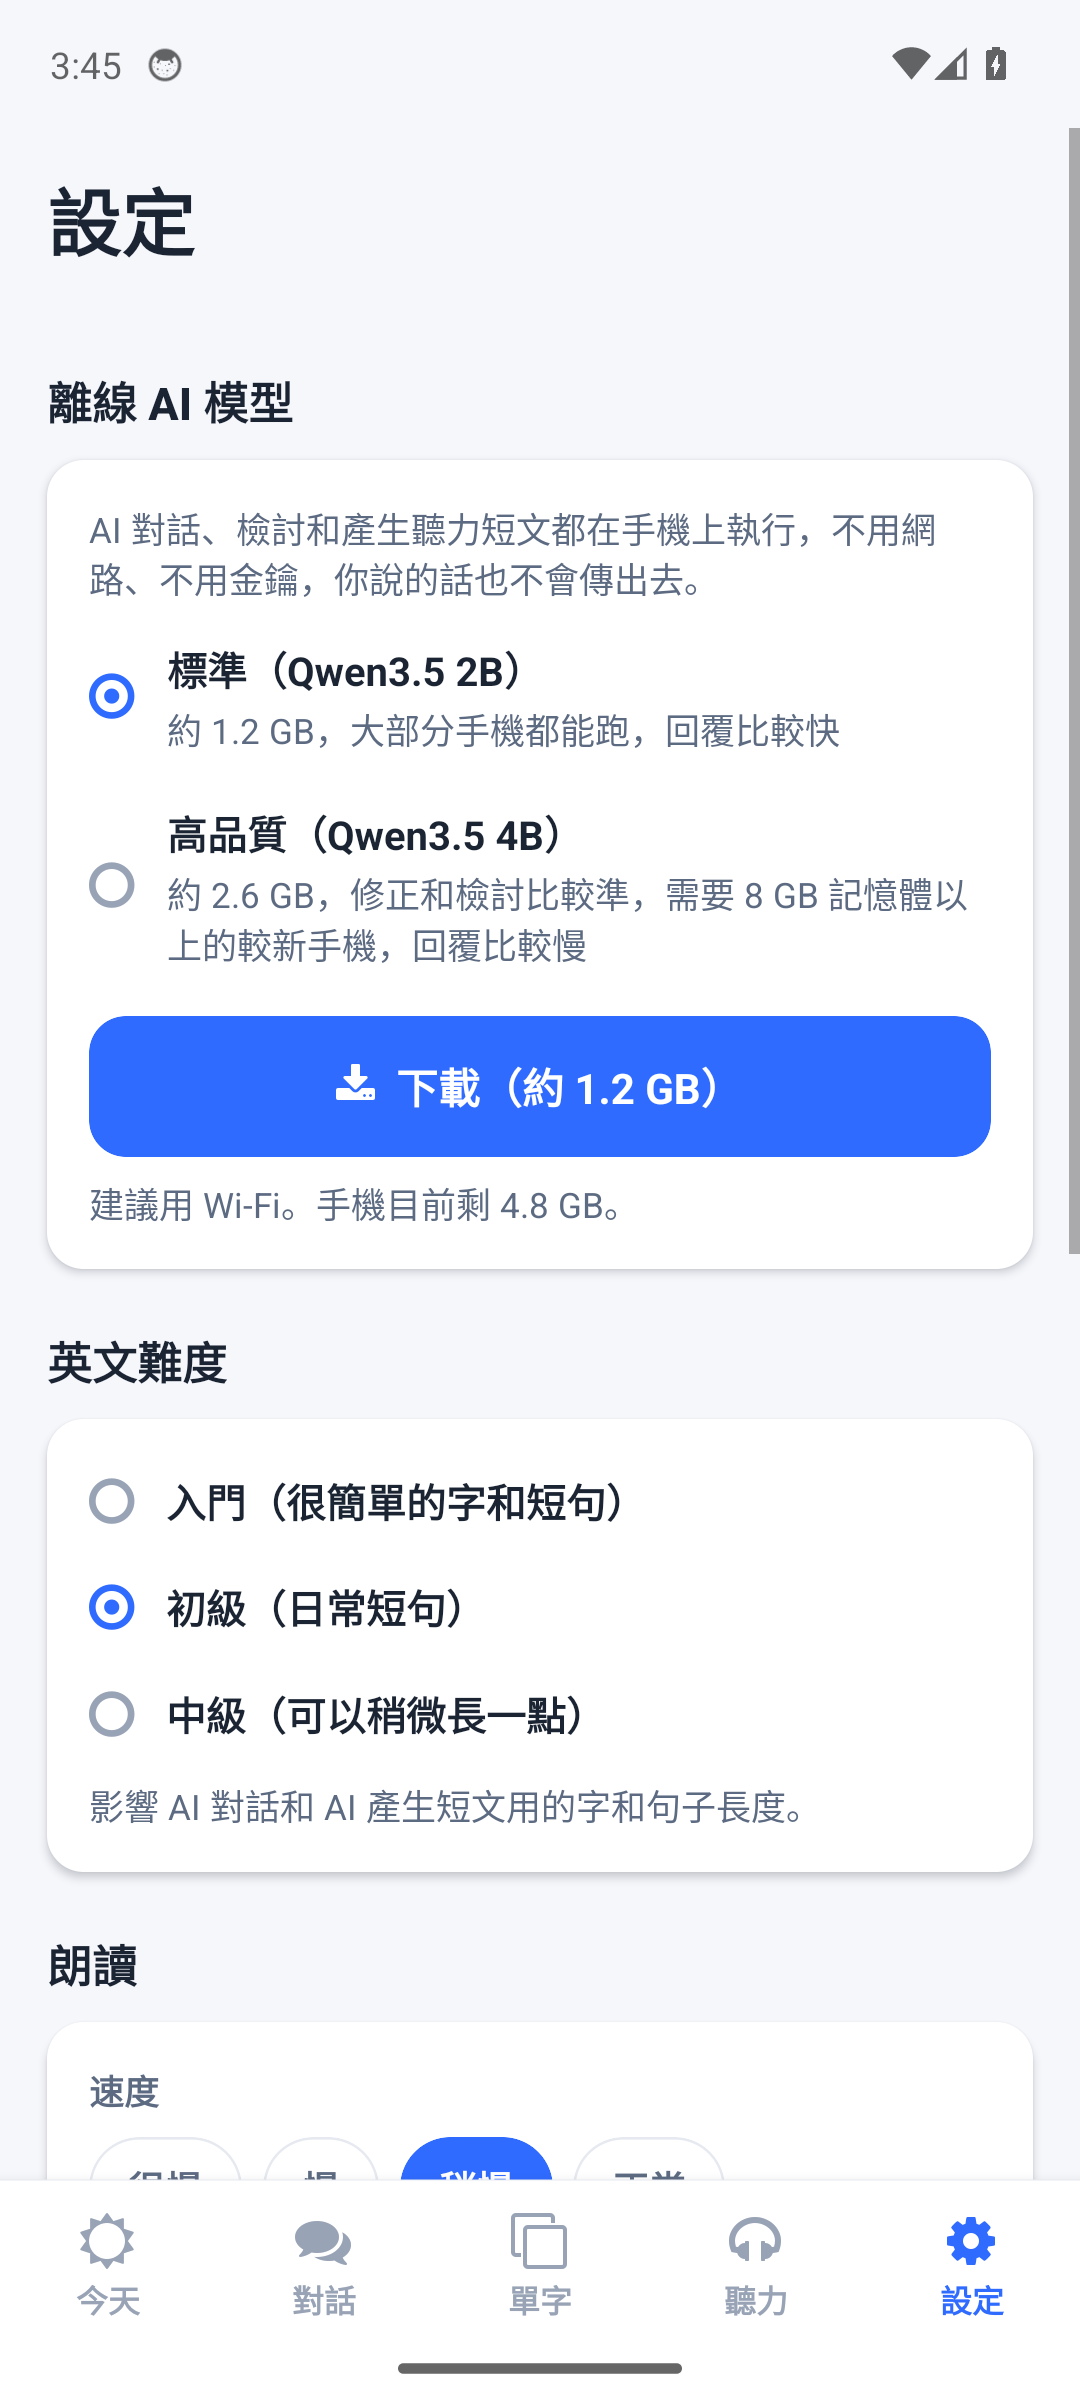 3:45
設定
離線 AI 模型
AI 對話、檢討和產生聽力短文都在手機上執行，不用網
路、不用金鑰，你說的話也不會傳出去。
標準（Qwen3.5 2B）
約 1.2 GB，大部分手機都能跑，回覆比較快
高品質（Qwen3.5 4B）
約 2.6 GB，修正和檢討比較準，需要 8 GB 記憶體以
上的較新手機，回覆比較慢
下載（約 1.2 GB）
建議用 Wi-Fi。手機目前剩 4.8 GB。
英文難度
入門（很簡單的字和短句）
初級（日常短句）
中級（可以稍微長一點）
影響 AI 對話和 AI 產生短文用的字和句子長度。
朗讀
速度
很慢 慢 稍慢 正常
今天 對話 單字 聽力 設定